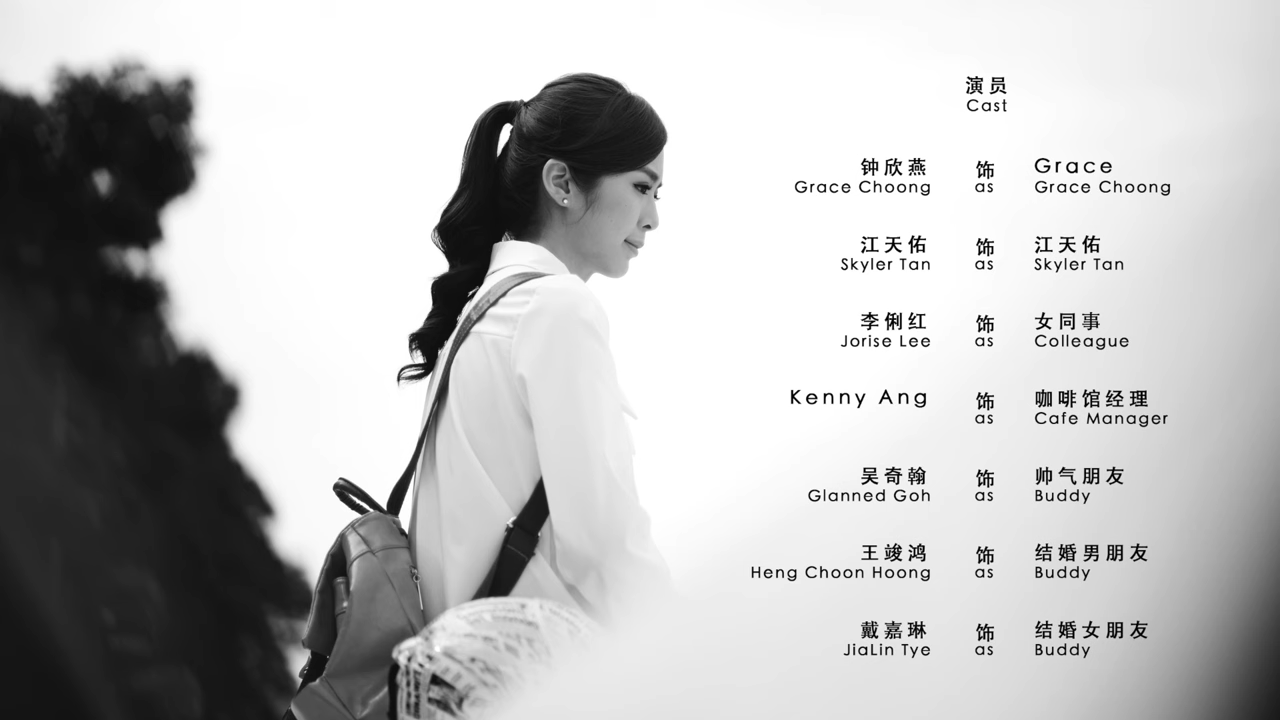 演员
Cast
钟欣燕 饰 Grace
Grace Choong as Grace Choong
江天佑 饰 江天佑
Skyler Tan as Skyler Tan
李俐红 饰 女同事
Jorise Lee as Colleague
Kenny Ang 饰 咖啡馆经理
as Cafe Manager
吴奇翰 饰 帅气朋友
Glanned Goh as Buddy
王竣鸿 饰 结婚男朋友
Heng Choon Hoong as Buddy
戴嘉琳 饰 结婚女朋友
JiaLin Tye as Buddy